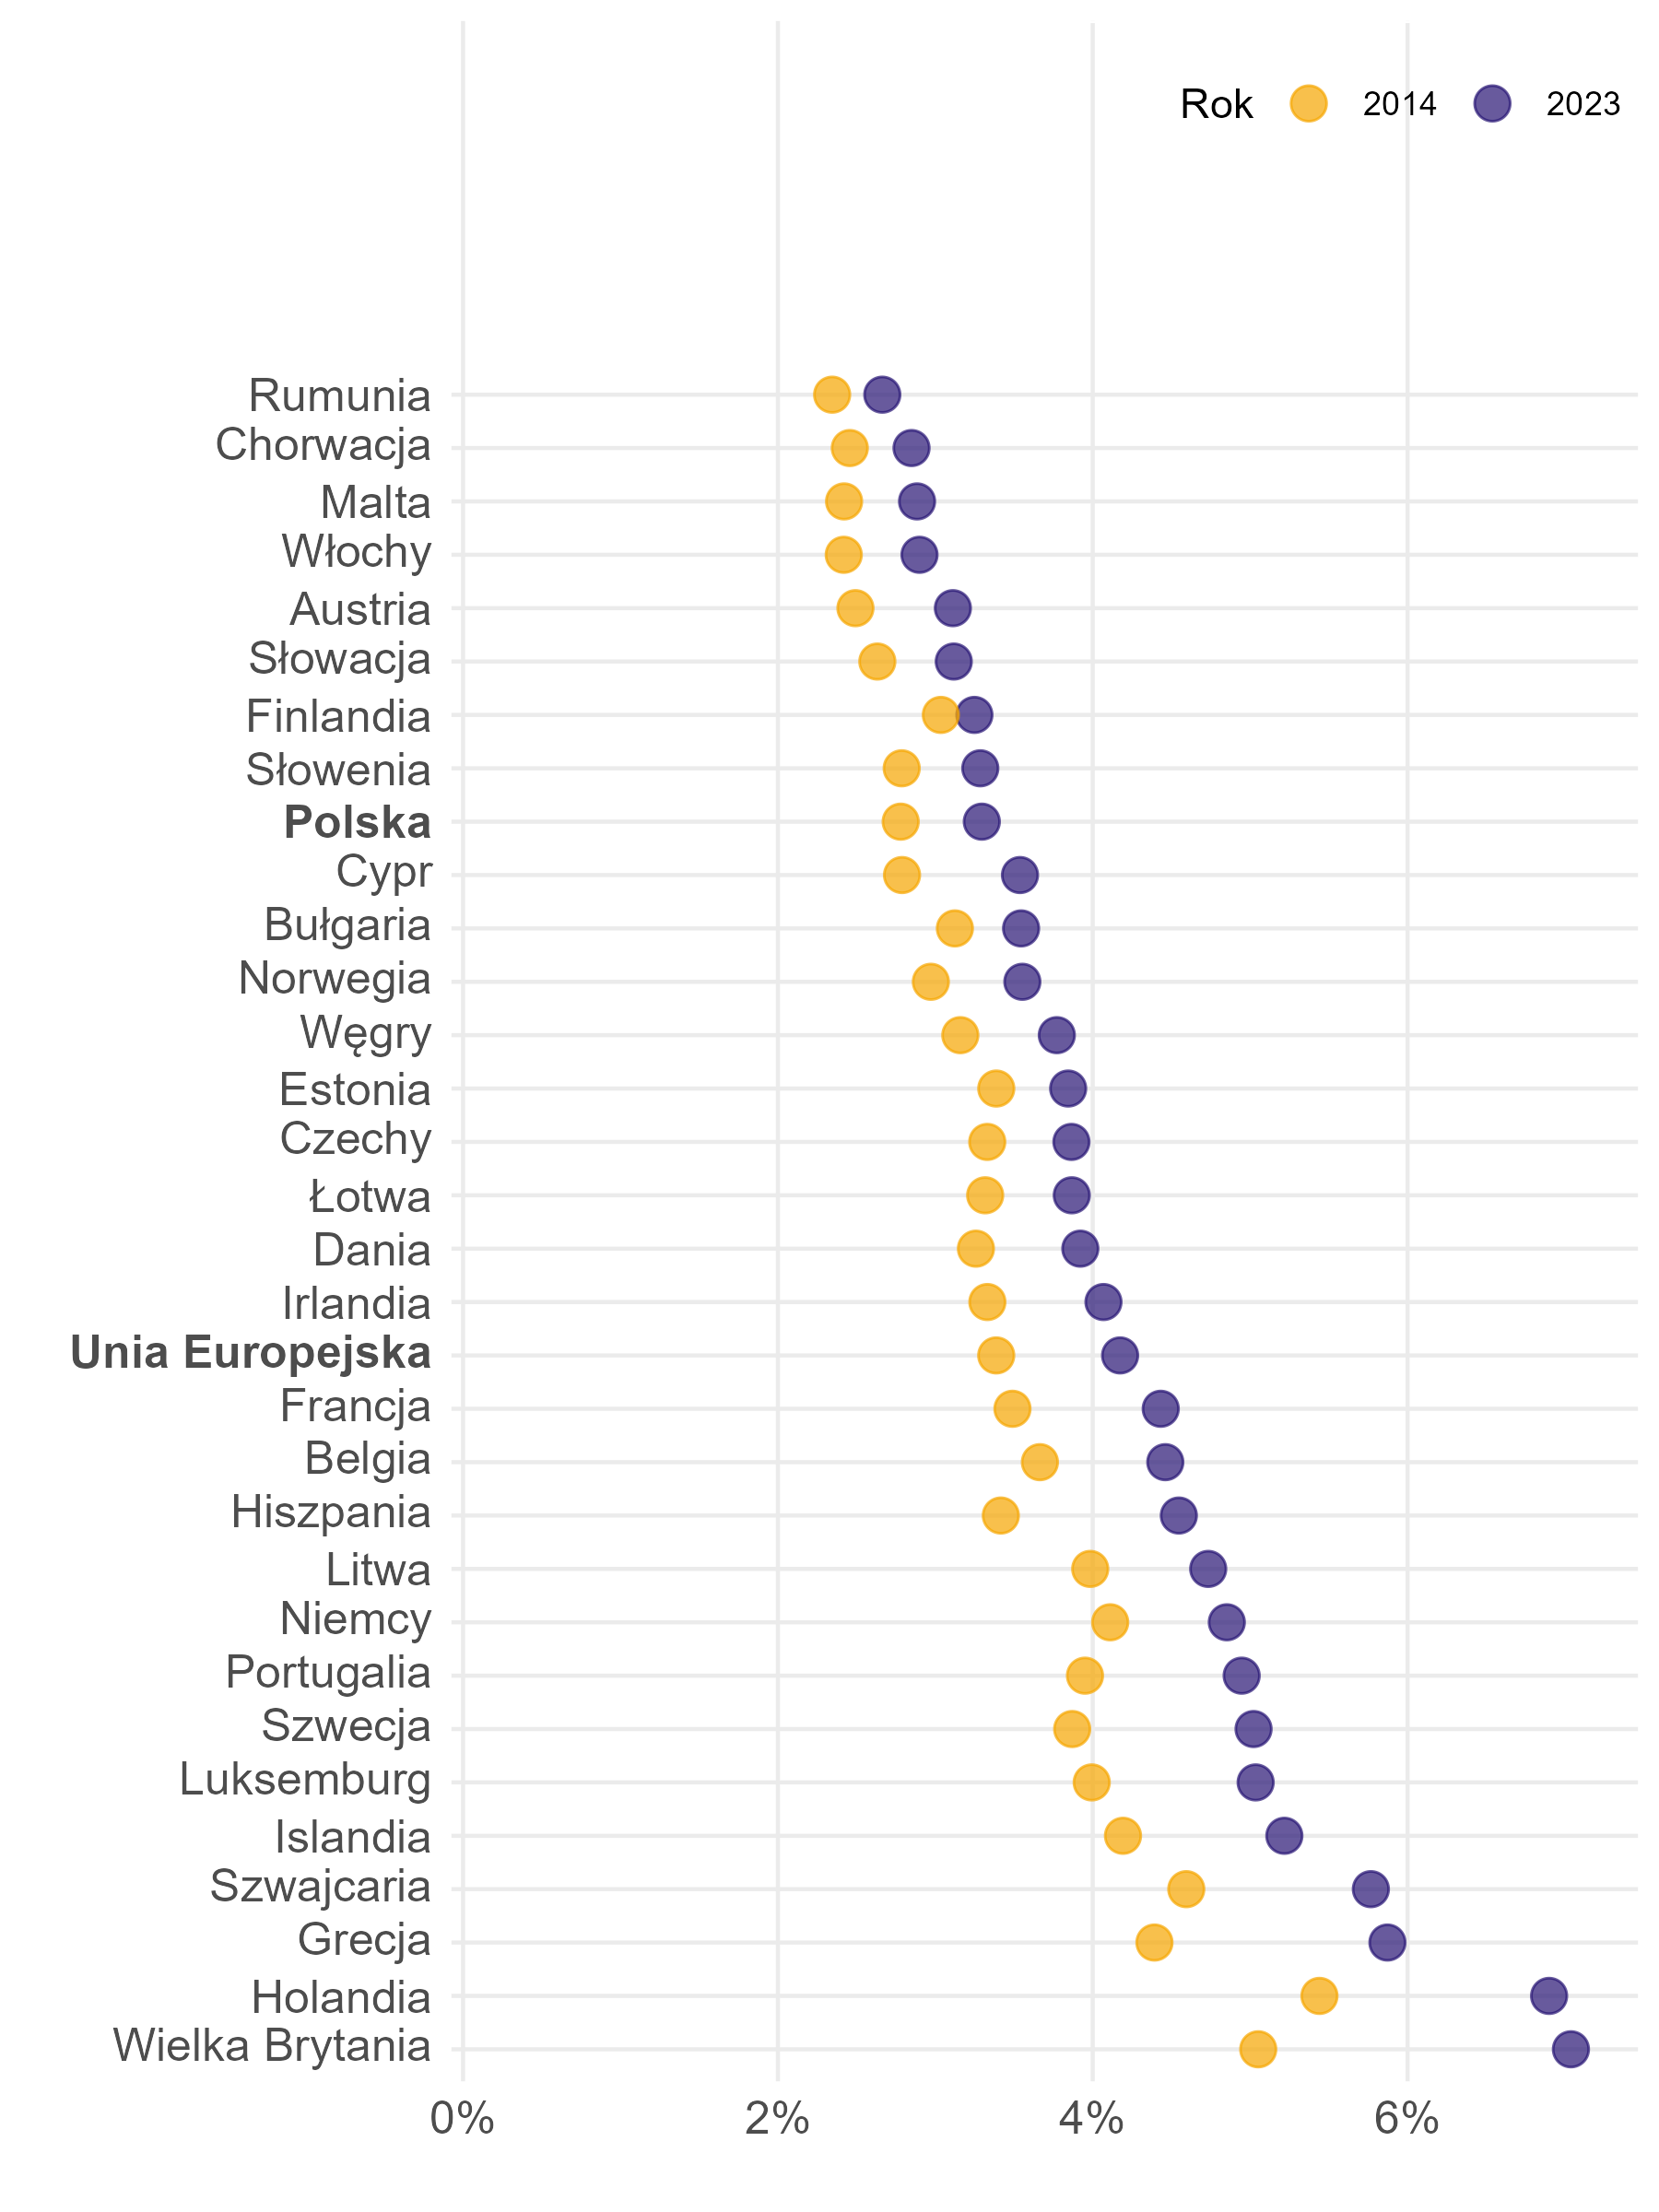 Rok 2014 2023
Rumunia
Chorwacja
Malta
Włochy
Austria
Słowacja
Finlandia
Słowenia
Polska
Cypr
Bułgaria
Norwegia
Węgry
Estonia
Czechy
Łotwa
Dania
Irlandia
Unia Europejska
Francja
Belgia
Hiszpania
Litwa
Niemcy
Portugalia
Szwecja
Luksemburg
Islandia
Szwajcaria
Grecja
Holandia
Wielka Brytania
0% 2% 4% 6%